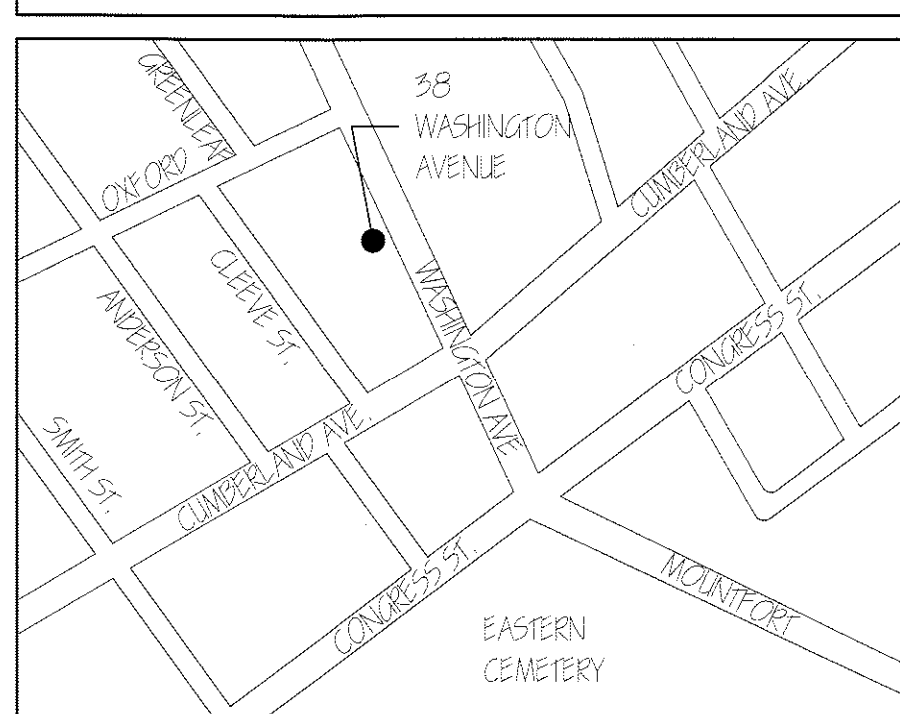 GREENLEAF
38
WASHINGTON
AVENUE
CUMBERLAND AVE.
OXFORD
CLEEVE ST.
WASHINGTON AVE
ANDERSON ST.
CONGRESS ST.
SMITH ST.
CUMBERLAND AVE.
CONGRESS ST.
MOUNTFORT
EASTERN
CEMETERY